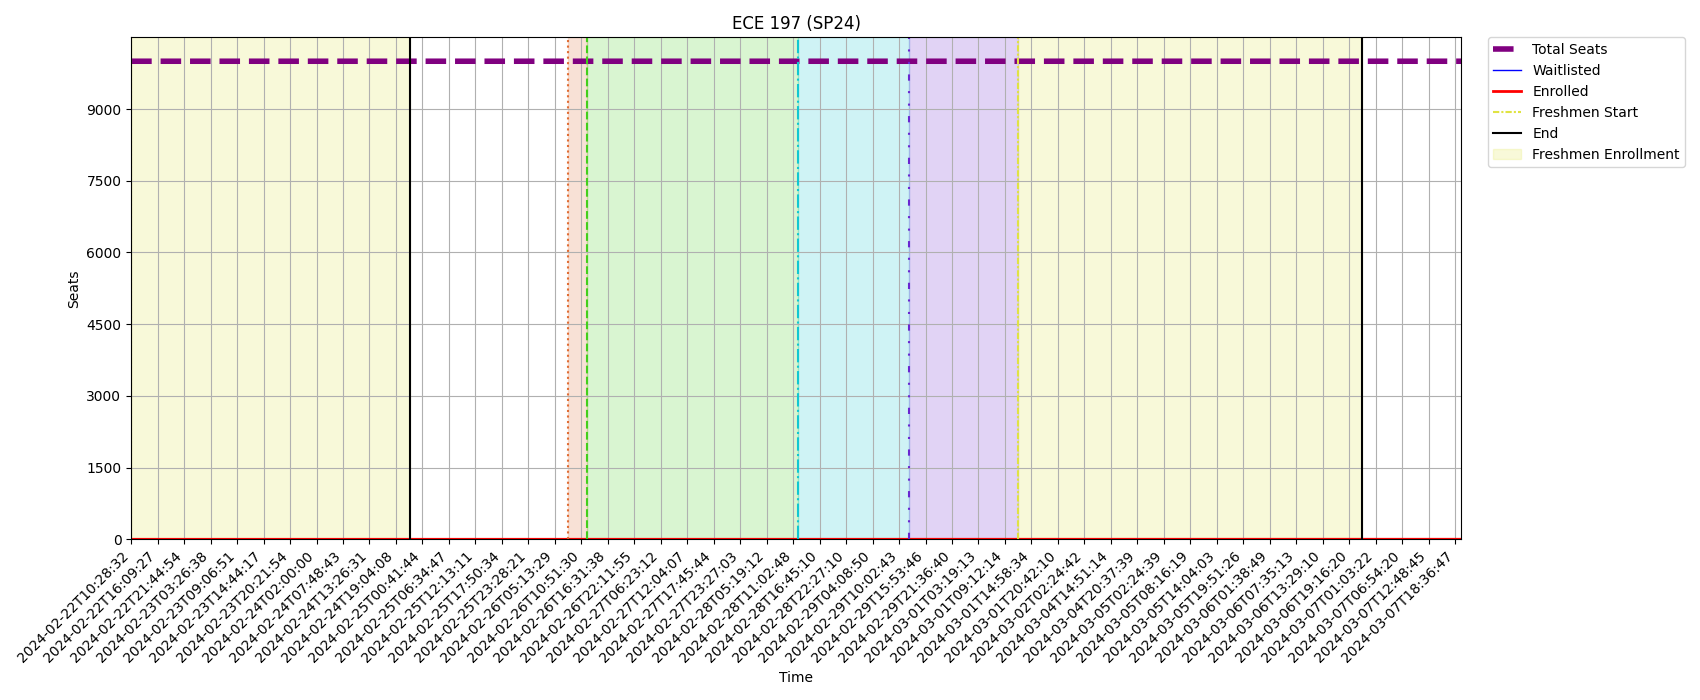 ECE 197 (SP24)
Total Seats
Waitlisted
Enrolled
Freshmen Start
End
Freshmen Enrollment
Seats
9000
7500
6000
4500
3000
1500
0
2024-02-22T10:28:32
2024-02-22T16:09:27
2024-02-22T21:44:54
2024-02-23T03:26:38
2024-02-23T09:06:51
2024-02-23T14:44:17
2024-02-23T20:21:54
2024-02-24T02:00:00
2024-02-24T07:48:43
2024-02-24T13:26:31
2024-02-24T19:04:08
2024-02-25T00:41:44
2024-02-25T06:34:47
2024-02-25T12:13:11
2024-02-25T17:50:34
2024-02-25T23:28:21
2024-02-26T05:13:29
2024-02-26T10:51:30
2024-02-26T16:31:38
2024-02-26T22:11:55
2024-02-27T06:23:12
2024-02-27T12:04:07
2024-02-27T17:45:44
2024-02-27T23:27:03
2024-02-28T05:19:12
2024-02-28T11:02:48
2024-02-28T16:45:10
2024-02-28T22:27:10
2024-02-29T04:08:50
2024-02-29T10:02:43
2024-02-29T15:53:46
2024-02-29T21:36:40
2024-03-01T03:19:13
2024-03-01T09:12:14
2024-03-01T14:58:34
2024-03-01T20:42:10
2024-03-02T02:24:42
2024-03-04T14:51:14
2024-03-04T20:37:39
2024-03-05T02:24:39
2024-03-05T08:16:19
2024-03-05T14:04:03
2024-03-05T19:51:26
2024-03-06T01:38:49
2024-03-06T07:35:13
2024-03-06T13:29:10
2024-03-06T19:16:20
2024-03-07T01:03:22
2024-03-07T06:54:20
2024-03-07T12:48:45
2024-03-07T18:36:47
Time